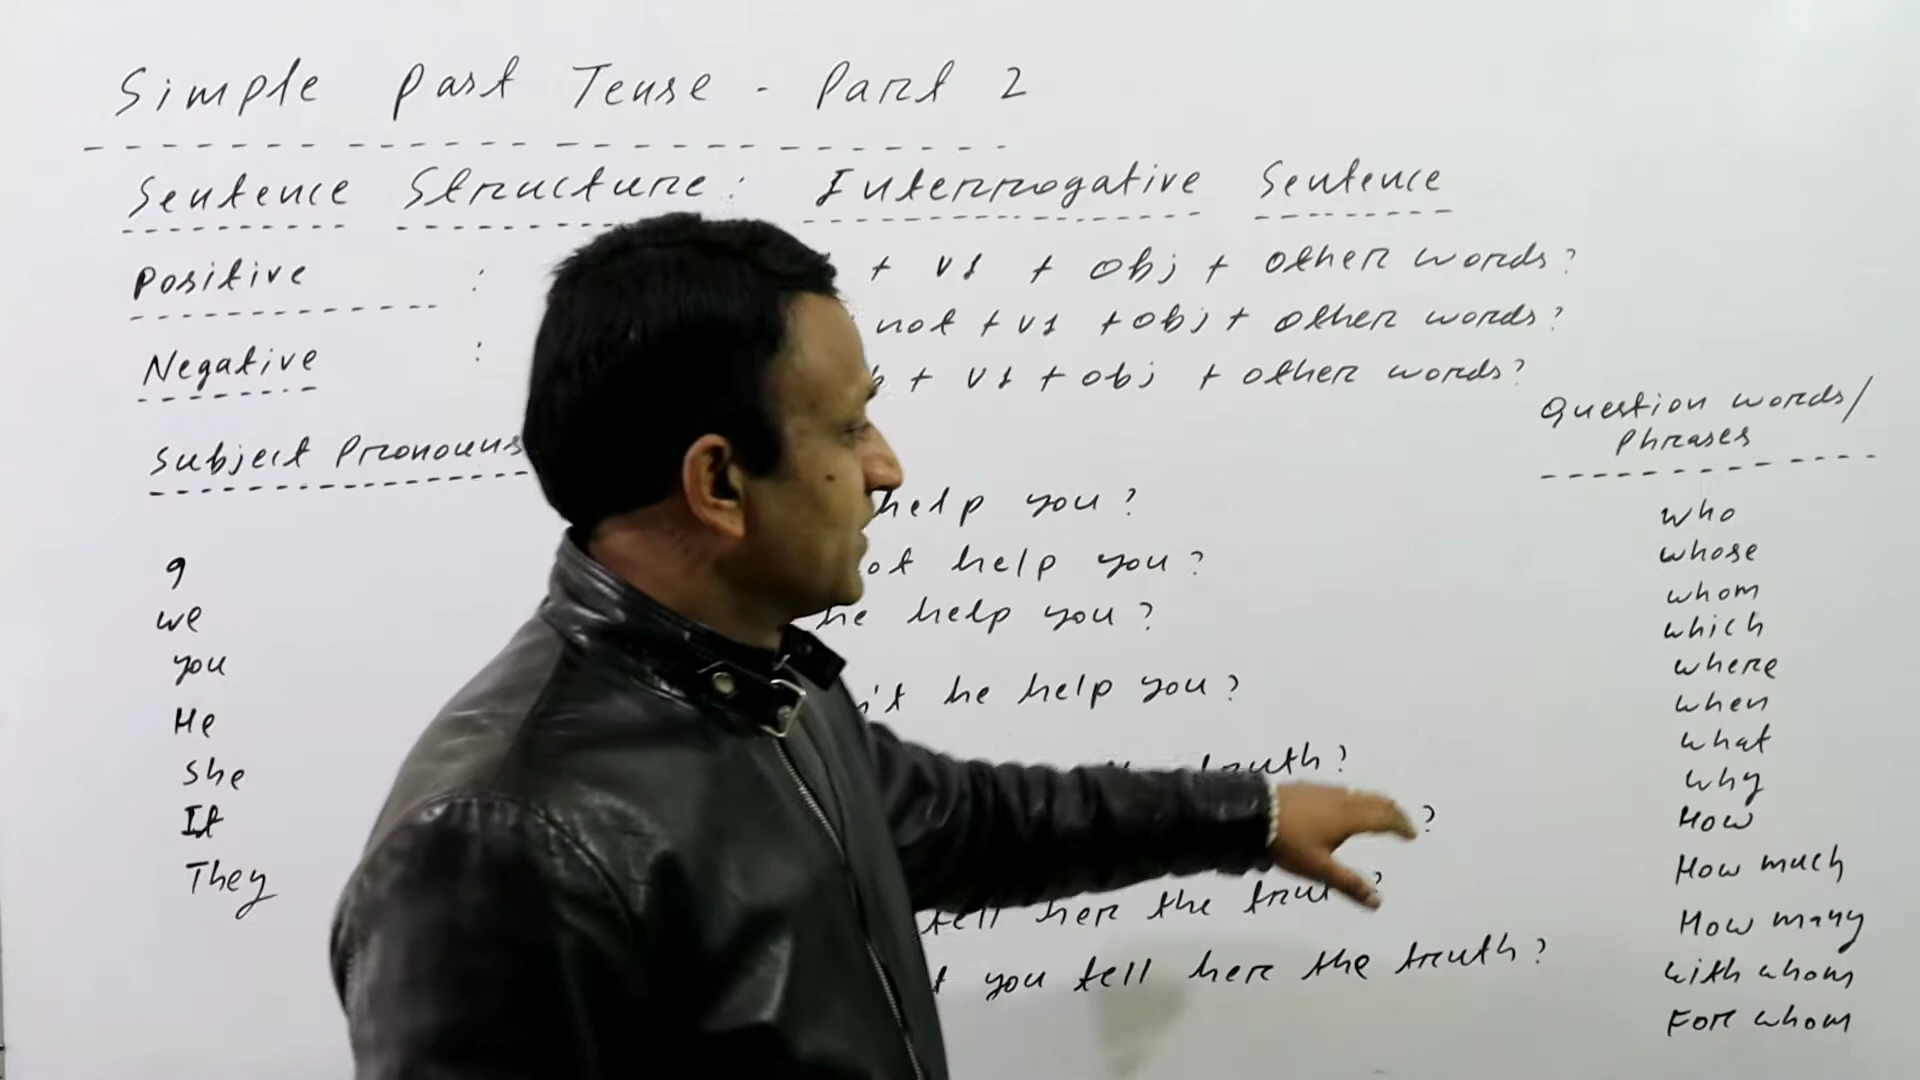 Simple Past Tense - Part 2
Sentence Structure: Interrogative Sentence
Positive : + V1 + obj + other words?
Negative : not + V1 + obj + other words?
+ V1 + obj + other words?
Question words/
Phrases
Subject Pronouns
help you?
help you?
help you?
he help you?
truth?
?
tell her the
you tell her the truth?
I
we
you
He
She
It
They
who
whose
whom
which
where
when
what
why
How
How much
How many
with whom
For whom